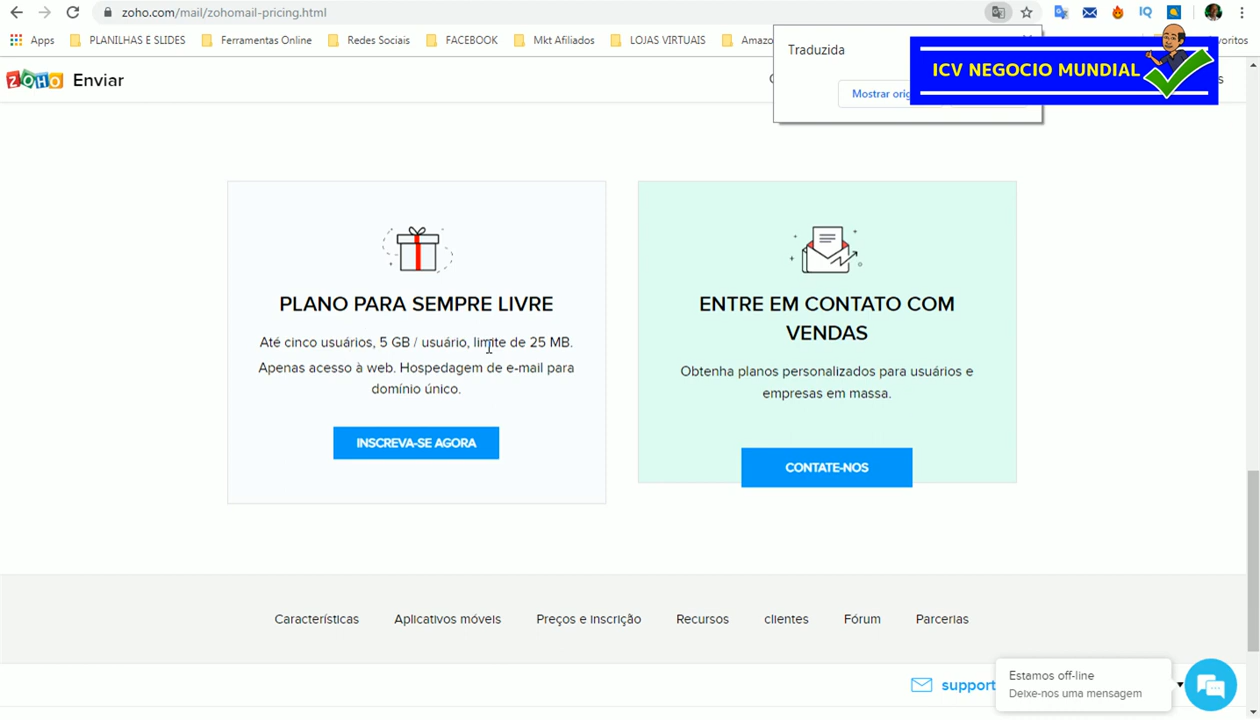 zoho.com/mail/zohomail-pricing.html
Apps PLANILHAS E SLIDES Ferramentas Online Redes Sociais FACEBOOK Mkt Afiliados LOJAS VIRTUAIS
Traduzida
ICV NEGOCIO MUNDIAL
ZOHO Enviar
PLANO PARA SEMPRE LIVRE
Até cinco usuários, 5 GB / usuário, limite de 25 MB.
Apenas acesso à web. Hospedagem de e-mail para
domínio único.
INSCREVA-SE AGORA
ENTRE EM CONTATO COM
VENDAS
Obtenha planos personalizados para usuários e
empresas em massa.
CONTATE-NOS
Características Aplicativos móveis Preços e inscrição Recursos clientes Fórum Parcerias
support
Estamos off-line
Deixe-nos uma mensagem
Mostrar
IQ